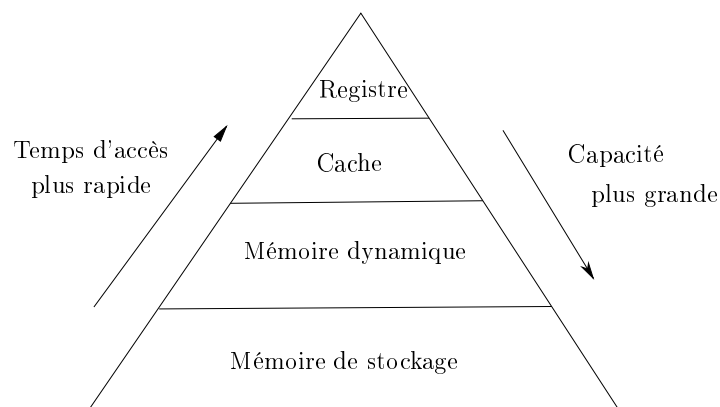 Registre
Temps d'accès
plus rapide
Cache
Capacité
plus grande
Mémoire dynamique
Mémoire de stockage